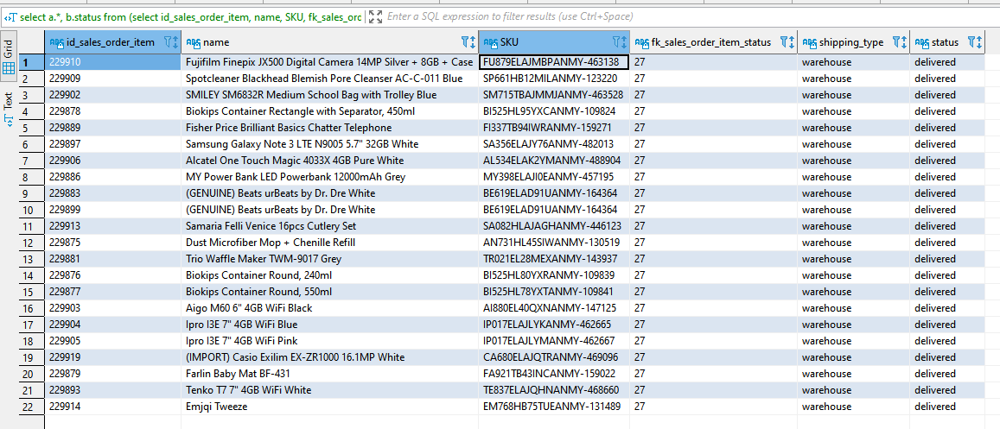 select a.*, b.status from (select id_sales_order_item, name, SKU, fk_sales_orc Enter a SQL expression to filter results (use Ctrl+Space)
Grid
Text
id_sales_order_item name SKU fk_sales_order_item_status shipping_type status
1 229910 Fujifilm Finepix JX500 Digital Camera 14MP Silver + 8GB + Case FU879ELAJMBPANMY-463138 27 warehouse delivered
2 229909 Spotcleaner Blackhead Blemish Pore Cleanser AC-C-011 Blue SP661HB12MILANMY-123220 27 warehouse delivered
3 229902 SMILEY SM6832R Medium School Bag with Trolley Blue SM715TBAJMMJANMY-463528 27 warehouse delivered
4 229878 Biokips Container Rectangle with Separator, 450ml BI525HL95YXCANMY-109824 27 warehouse delivered
5 229889 Fisher Price Brilliant Basics Chatter Telephone FI337TB94IWRANMY-159271 27 warehouse delivered
6 229897 Samsung Galaxy Note 3 LTE N9005 5.7" 32GB White SA356ELAJY76ANMY-482013 27 warehouse delivered
7 229906 Alcatel One Touch Magic 4033X 4GB Pure White AL534ELAK2YMANMY-488904 27 warehouse delivered
8 229886 MY Power Bank LED Powerbank 12000mAh Grey MY398ELAJI0EANMY-457195 27 warehouse delivered
9 229883 (GENUINE) Beats urBeats by Dr. Dre White BE619ELAD91UANMY-164364 27 warehouse delivered
10 229899 (GENUINE) Beats urBeats by Dr. Dre White BE619ELAD91UANMY-164364 27 warehouse delivered
11 229913 Samaria Felli Venice 16pcs Cutlery Set SA082HLAJAGHANMY-446123 27 warehouse delivered
12 229875 Dust Microfiber Mop + Chenille Refill AN731HL45SIWANMY-130519 27 warehouse delivered
13 229881 Trio Waffle Maker TWM-9017 Grey TR021EL28MEXANMY-143937 27 warehouse delivered
14 229876 Biokips Container Round, 240ml BI525HL80YXRANMY-109839 27 warehouse delivered
15 229877 Biokips Container Round, 550ml BI525HL78YXTANMY-109841 27 warehouse delivered
16 229903 Aigo M60 6" 4GB WiFi Black AI880EL40QXNANMY-147125 27 warehouse delivered
17 229904 Ipro I3E 7" 4GB WiFi Blue IP017ELAJLYKANMY-462665 27 warehouse delivered
18 229905 Ipro I3E 7" 4GB WiFi Pink IP017ELAJLYMANMY-462667 27 warehouse delivered
19 229919 (IMPORT) Casio Exilim EX-ZR1000 16.1MP White CA680ELAJQTRANMY-469096 27 warehouse delivered
20 229879 Farlin Baby Mat BF-431 FA921TB43INCANMY-159022 27 warehouse delivered
21 229893 Tenko T7 7" 4GB WiFi White TE837ELAJQHNANMY-468660 27 warehouse delivered
22 229914 Emjqi Tweeze EM768HB75TUEANMY-131489 27 warehouse delivered